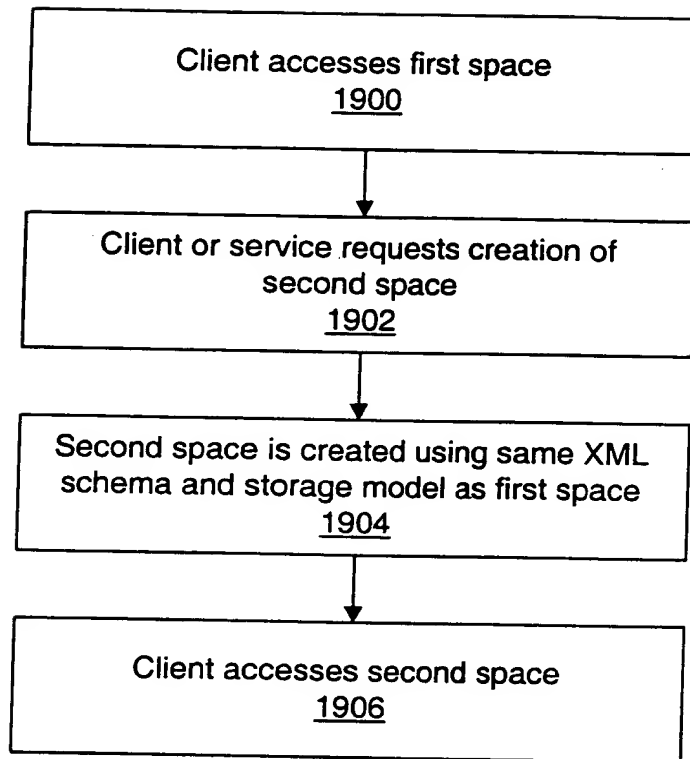 Client accesses first space
1900
Client or service requests creation of
second space
1902
Second space is created using same XML
schema and storage model as first space
1904
Client accesses second space
1906